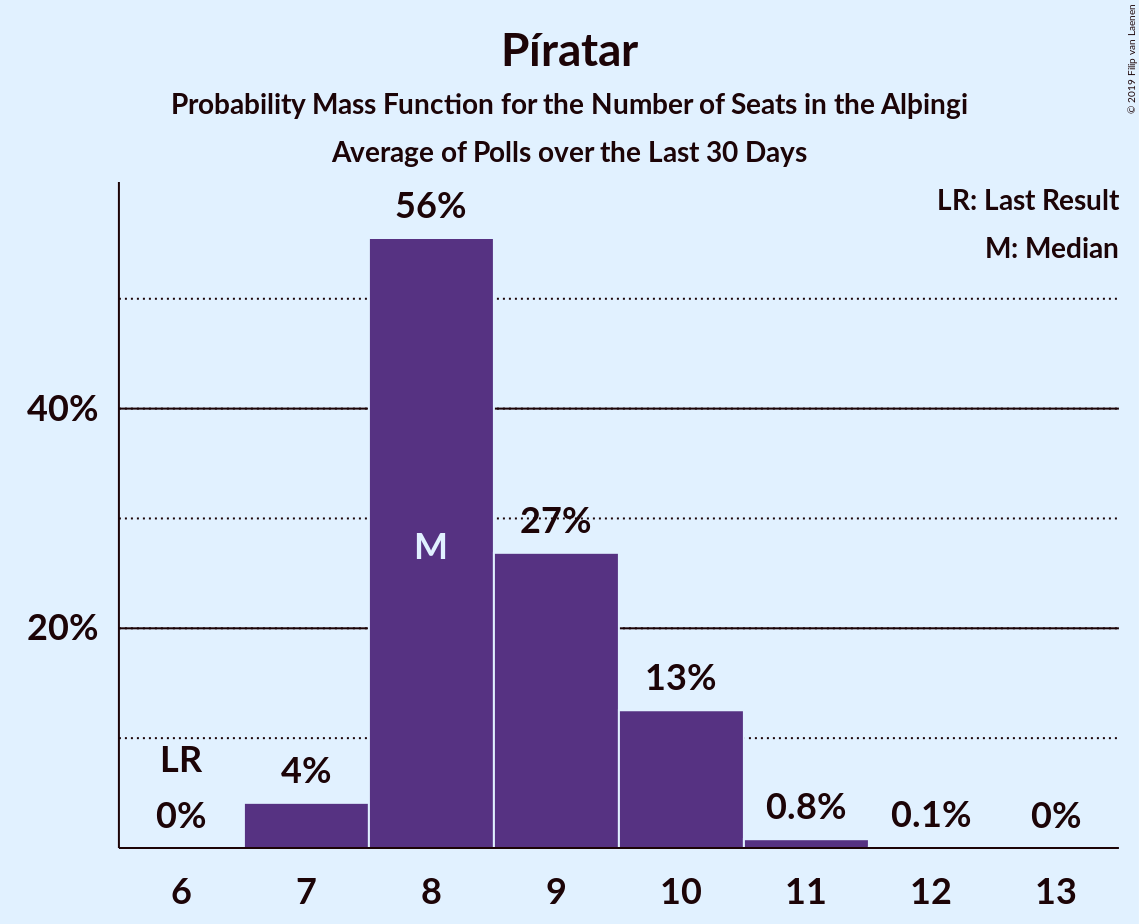 Píratar
Probability Mass Function for the Number of Seats in the Alþingi
Average of Polls over the Last 30 Days
© 2019 Filip van Laenen
LR: Last Result
M: Median
56%
40%
M
27%
20%
13%
LR
0%
4%
0.8%
0.1%
0%
6 7 8 9 10 11 12 13